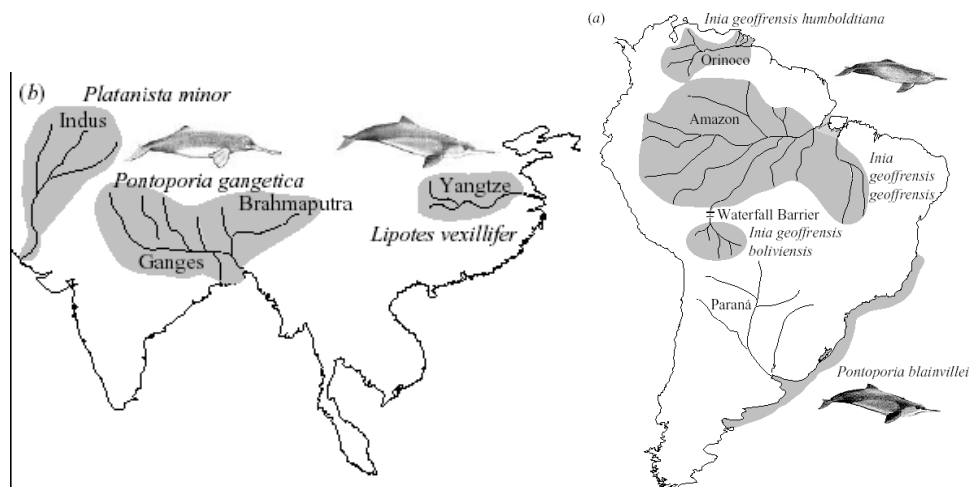 (b)
Platanista minor
Indus
Pontoporia gangetica
Brahmaputra
Ganges
Yangtze
Lipotes vexillifer
(a)
Inia geoffrensis humboldtiana
Orinoco
Amazon
Inia
geoffrensis
geoffrensis
Waterfall Barrier
Inia geoffrensis
boliviensis
Paraná
Pontoporia blainvillei